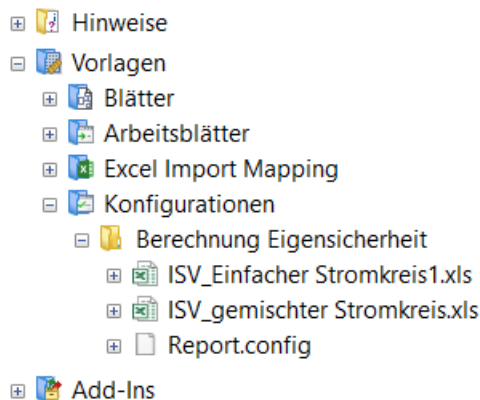 Hinweise
Vorlagen
Blätter
Arbeitsblätter
Excel Import Mapping
Konfigurationen
Berechnung Eigensicherheit
ISV_Einfacher Stromkreis1.xls
ISV_gemischter Stromkreis.xls
Report.config
Add-Ins